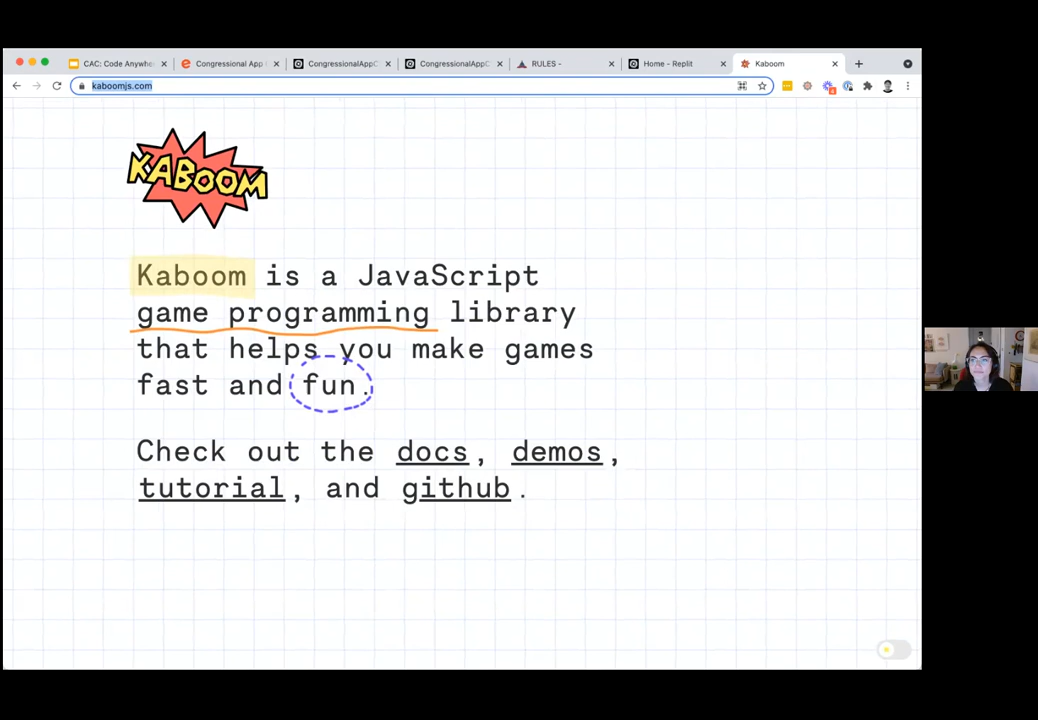 CAC: Code Anywhe
Congressional App
CongressionalAppC
CongressionalAppC
RULES -
Home - Replit
Kaboom
kaboomjs.com
KABOOM
Kaboom is a JavaScript
game programming library
that helps you make games
fast and fun.
Check out the docs, demos,
tutorial, and github.